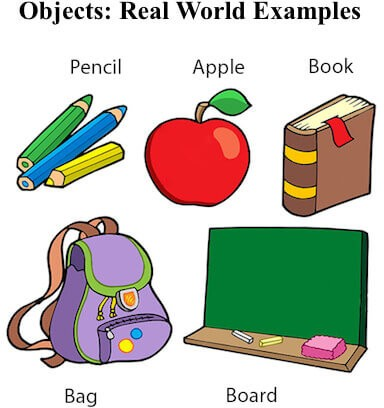 Objects: Real World Examples
Pencil Apple Book
Bag Board